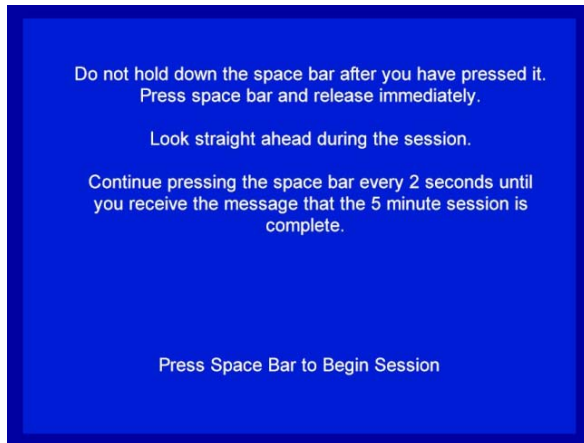 Do not hold down the space bar after you have pressed it.
Press space bar and release immediately.
Look straight ahead during the session.
Continue pressing the space bar every 2 seconds until
you receive the message that the 5 minute session is
complete.
Press Space Bar to Begin Session